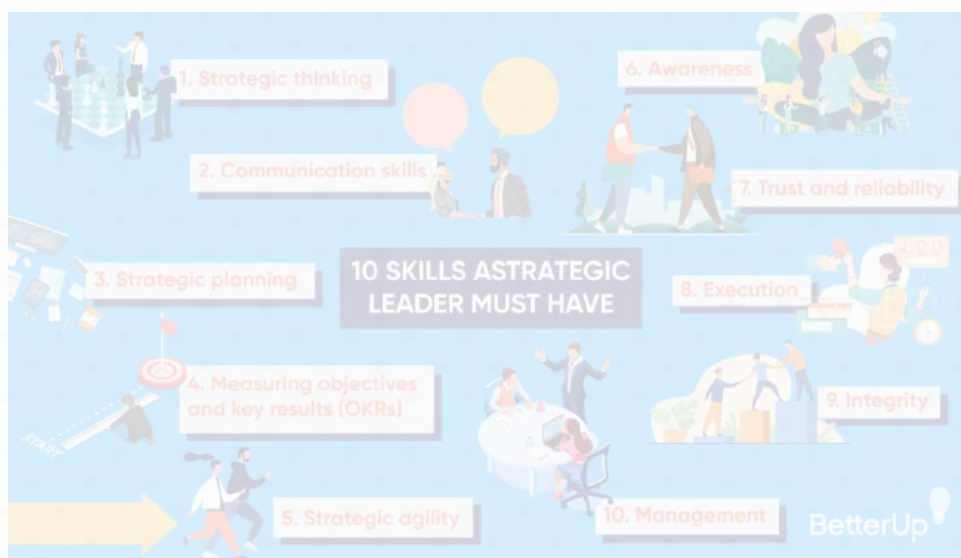 1. Strategic thinking
2. Communication skills
3. Strategic planning
4. Measuring objectives
and key results (OKRs)
START
5. Strategic agility
10 SKILLS ASTRATEGIC
LEADER MUST HAVE
6. Awareness
7. Trust and reliability
8. Execution
9. Integrity
10. Management
BetterUp